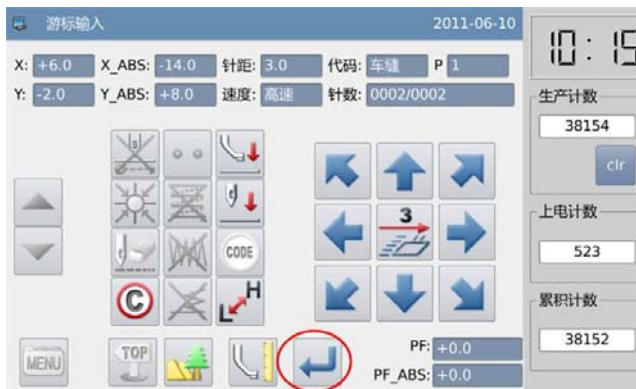 游标输入 2011-06-10
X: +6.0 X_ABS: -14.0 针距: 3.0 代码: 车缝 P 1
Y: -2.0 Y_ABS: +8.0 速度: 高速 针数: 0002/0002
10:15
生产计数
38154
clr
上电计数
523
累积计数
38152
3
CODE
C
H
MENU
TOP
PF: +0.0
PF_ABS: +0.0